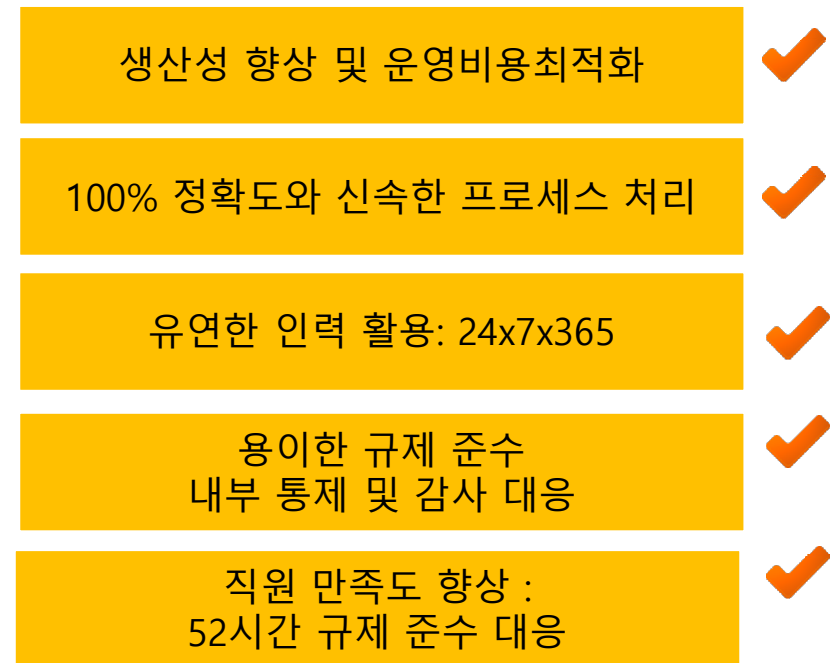 생산성 향상 및 운영비용최적화
100% 정확도와 신속한 프로세스 처리
유연한 인력 활용: 24x7x365
용이한 규제 준수
내부 통제 및 감사 대응
직원 만족도 향상 :
52시간 규제 준수 대응